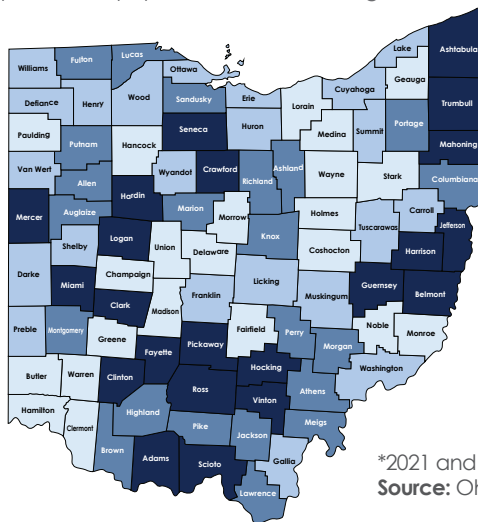 Williams
Fulton
Lucas
Ottawa
Lake
Ashtabula
Geauga
Cuyahoga
Defiance
Henry
Wood
Sandusky
Erie
Lorain
Trumbull
Paulding
Seneca
Huron
Medina
Summit
Portage
Mahoning
Putnam
Hancock
Van Wert
Wyandot
Crawford
Richland
Ashland
Wayne
Stark
Columbiana
Allen
Hardin
Mercer
Auglaize
Marion
Morrow
Holmes
Carroll
Tuscarawas
Jefferson
Logan
Union
Knox
Coshocton
Harrison
Shelby
Delaware
Darke
Champaign
Licking
Guernsey
Belmont
Miami
Clark
Franklin
Muskingum
Madison
Preble
Montgomery
Greene
Fayette
Pickaway
Fairfield
Perry
Morgan
Noble
Monroe
Butler
Warren
Clinton
Hocking
Washington
Ross
Athens
Hamilton
Clermont
Highland
Vinton
Meigs
Brown
Pike
Jackson
Adams
Scioto
Gallia
Lawrence
*2021 and
Source: Oh